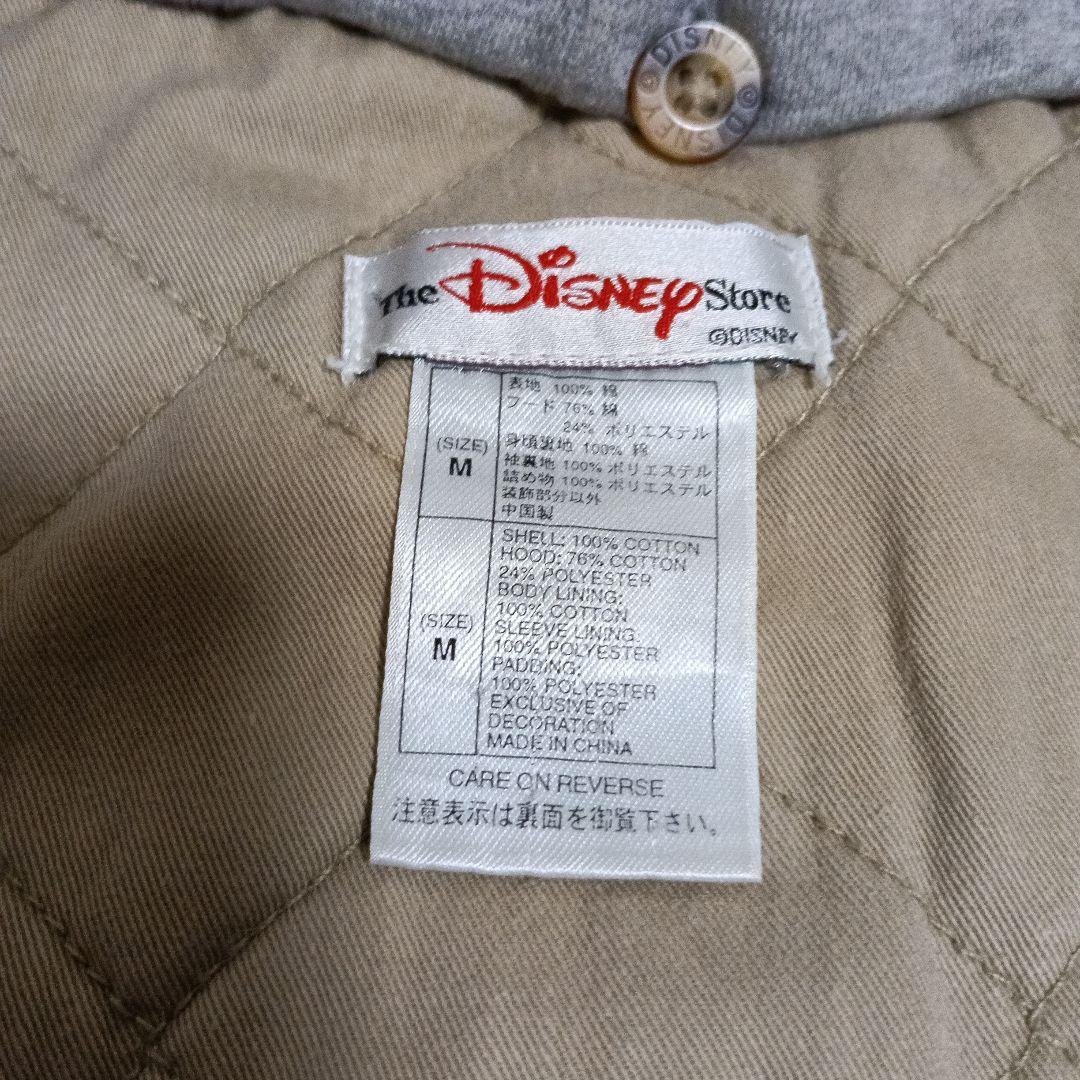 DISNEY © DISNEY ©
The Disney Store
©DISNEY
(SIZE)
M
表地 100% 綿
フード 76% 綿
24% ポリエステル
身頃裏地 100% 綿
袖裏地 100% ポリエステル
詰め物 100% ポリエステル
装飾部分以外
中国製
(SIZE)
M
SHELL: 100% COTTON
HOOD: 76% COTTON
24% POLYESTER
BODY LINING:
100% COTTON
SLEEVE LINING:
100% POLYESTER
PADDING:
100% POLYESTER
EXCLUSIVE OF
DECORATION
MADE IN CHINA
CARE ON REVERSE
注意表示は裏面を御覧下さい。